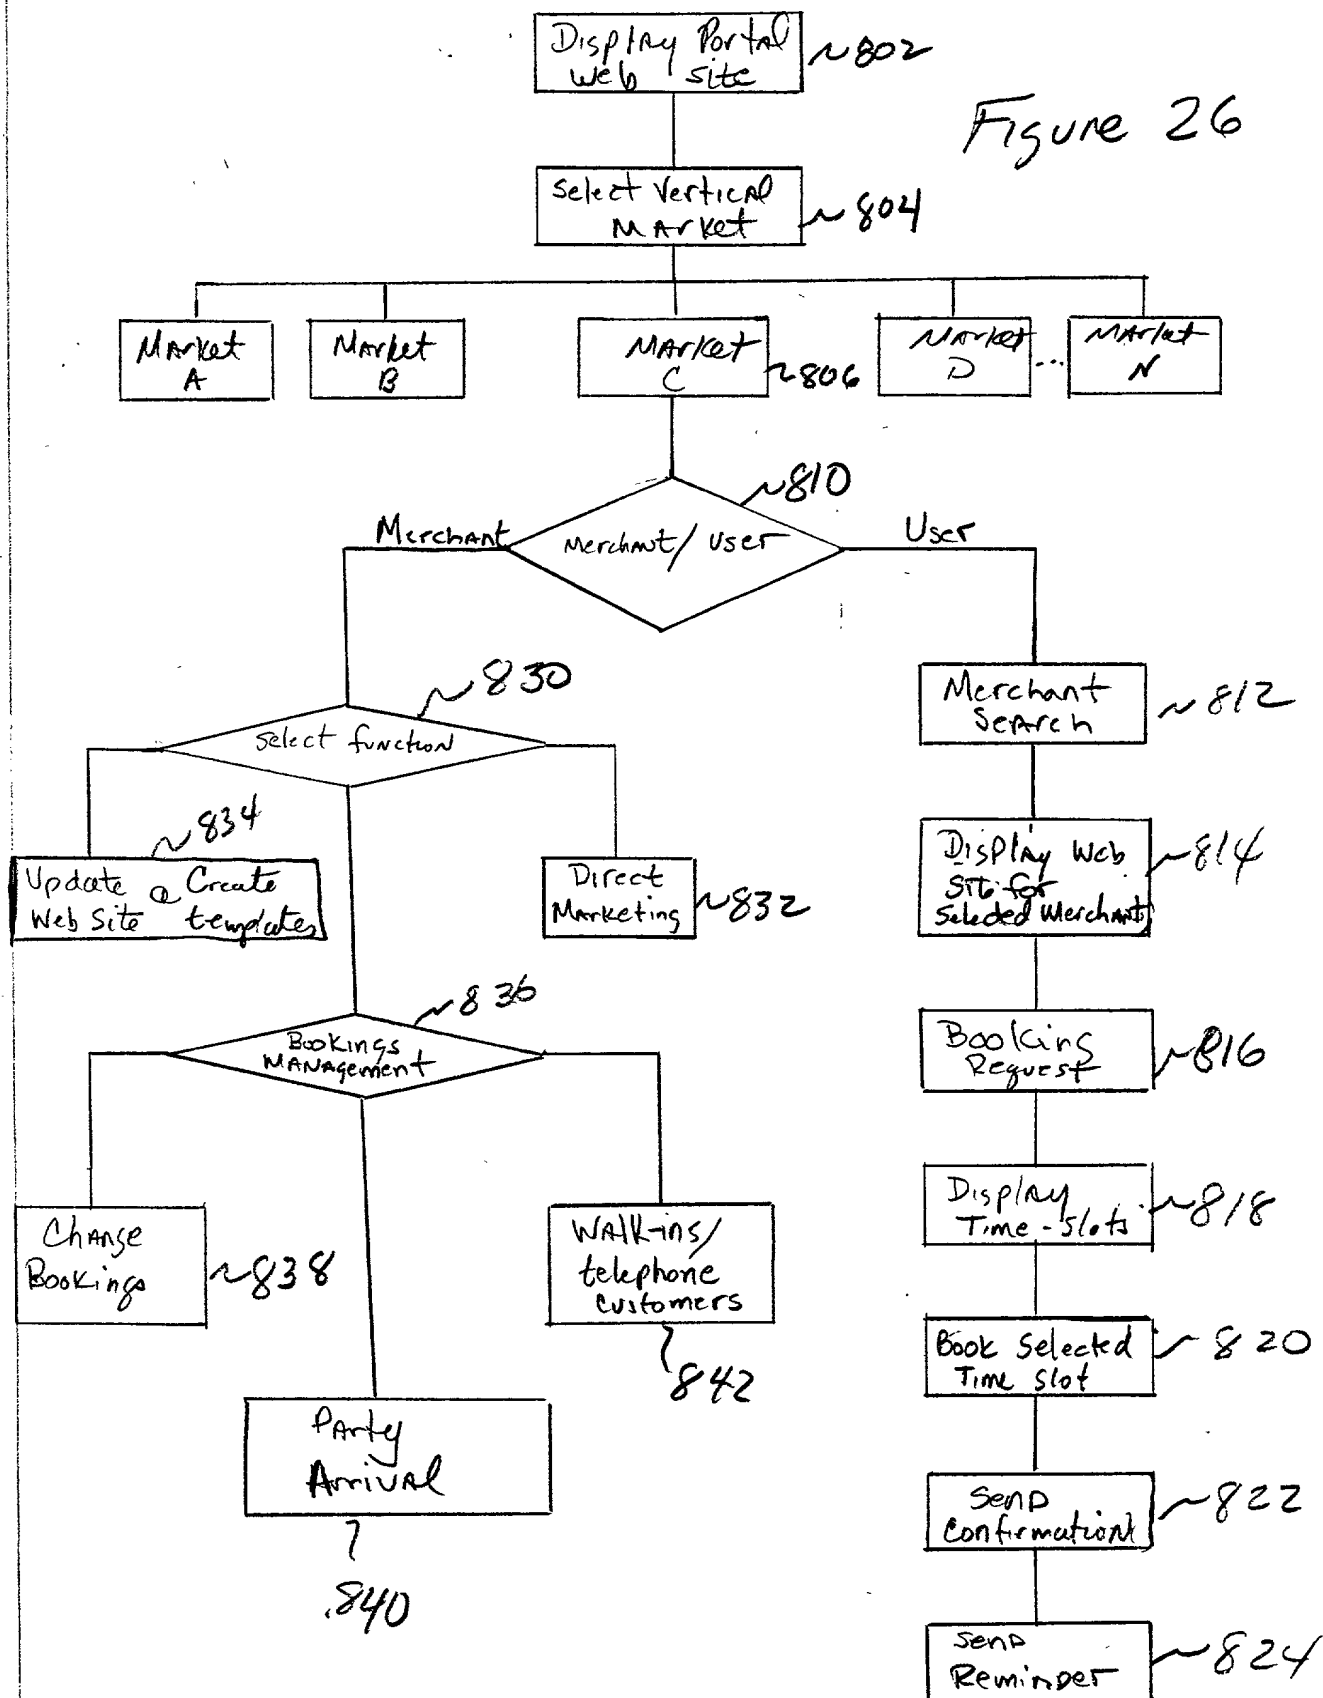 Display Portal
Web Site
~802
Figure 26
Select Vertical
Market
~804
Market
A
Market
B
Market
C
~806
Market
D
...
Market
N
~810
Merchant
Merchant/User
User
~830
Select function
Merchant
Search
~812
~834
Update @ Create
Web Site templates
Direct
Marketing
~832
Display Web
Site for
Selected Merchant
~814
~836
Bookings
Management
Booking
Request
~816
Change
Bookings
~838
Walk-ins/
telephone
customers
~842
Display
Time-Slots
~818
Book Selected
Time Slot
~820
Party
Arrival
~840
Send
Confirmation
~822
Send
Reminder
~824